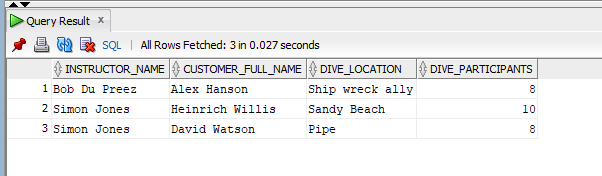 Query Result x
SQL | All Rows Fetched: 3 in 0.027 seconds
INSTRUCTOR_NAME CUSTOMER_FULL_NAME DIVE_LOCATION DIVE_PARTICIPANTS
1 Bob Du Preez Alex Hanson Ship wreck ally 8
2 Simon Jones Heinrich Willis Sandy Beach 10
3 Simon Jones David Watson Pipe 8